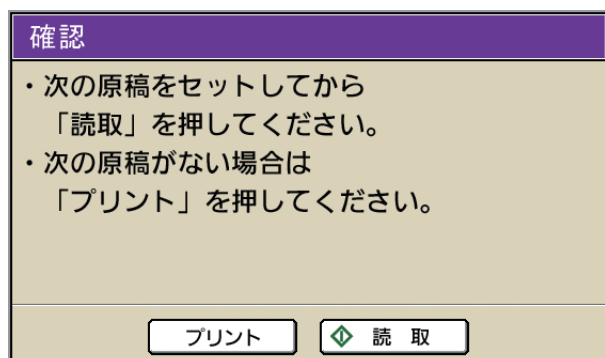 確認
・次の原稿をセットしてから
「読取」を押してください。
・次の原稿がない場合は
「プリント」を押してください。
プリント
読 取